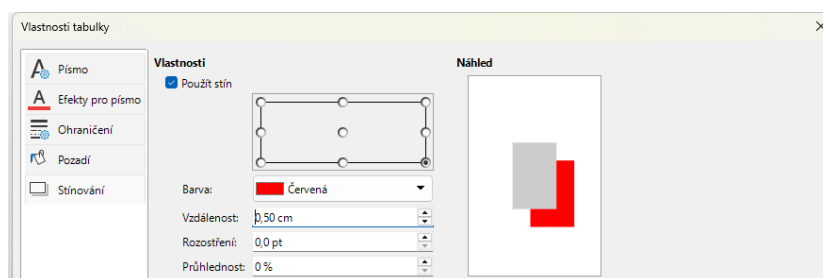 Vlastnosti tabulky
Písmo
Efekty pro písmo
Ohraničení
Pozadí
Stínování
Vlastnosti
Použít stín
Barva: Červená
Vzdálenost: 0,50 cm
Rozostření: 0,0 pt
Průhlednost: 0 %
Náhled